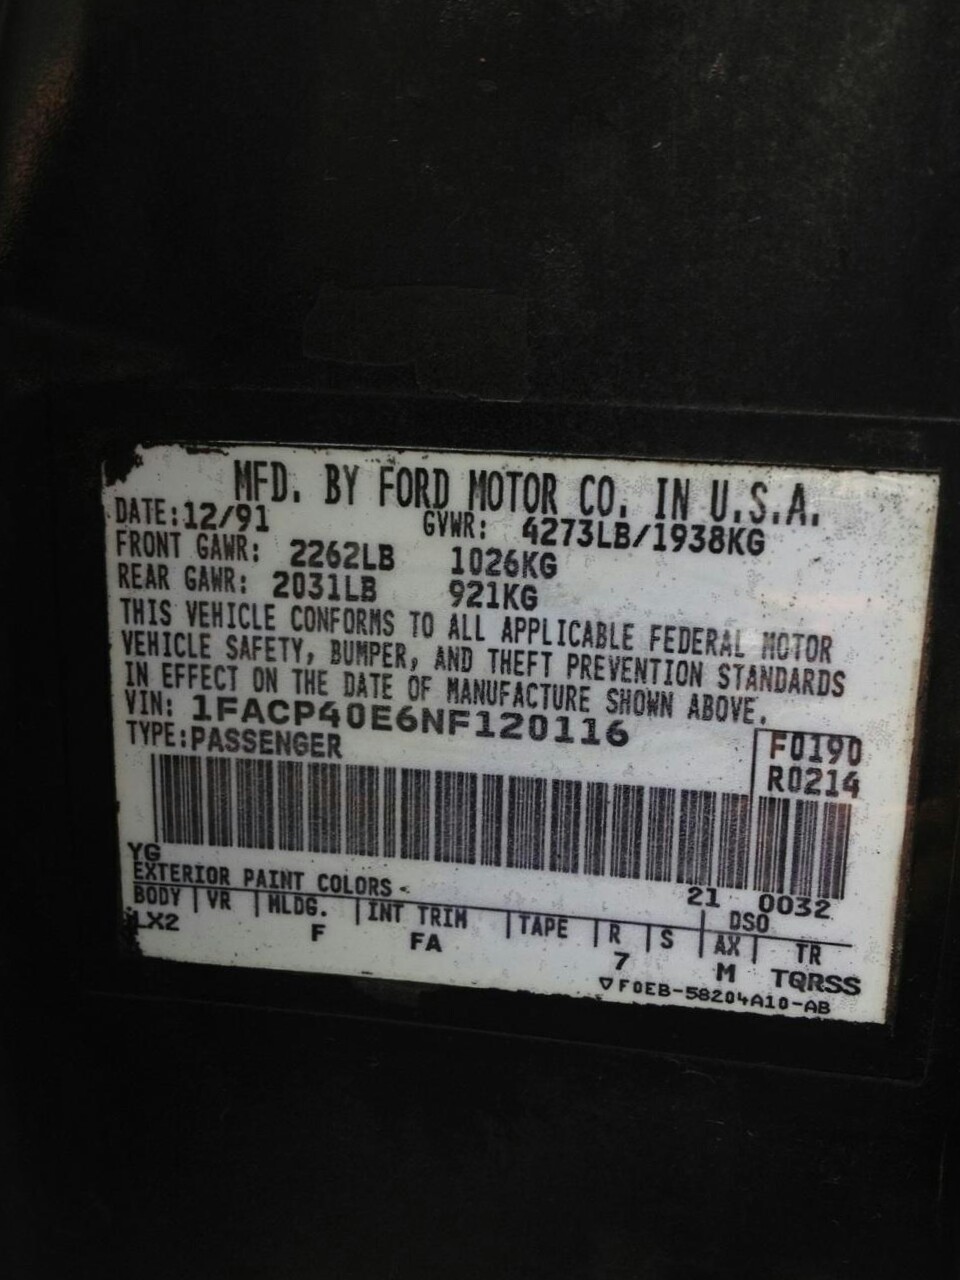 MFD. BY FORD MOTOR CO. IN U.S.A.
DATE:12/91 GVWR: 4273LB/1938KG
FRONT GAWR: 2262LB 1026KG
REAR GAWR: 2031LB 921KG
THIS VEHICLE CONFORMS TO ALL APPLICABLE FEDERAL MOTOR
VEHICLE SAFETY, BUMPER, AND THEFT PREVENTION STANDARDS
IN EFFECT ON THE DATE OF MANUFACTURE SHOWN ABOVE.
VIN: 1FACP40E6NF120116
TYPE:PASSENGER
F0190
R0214
YG
EXTERIOR PAINT COLORS 21 0032
BODY VR MLDG. INT TRIM TAPE R S AX TR
DSO
LX2 F FA 7 M TQRSS
▽F0EB-58204A10-AB